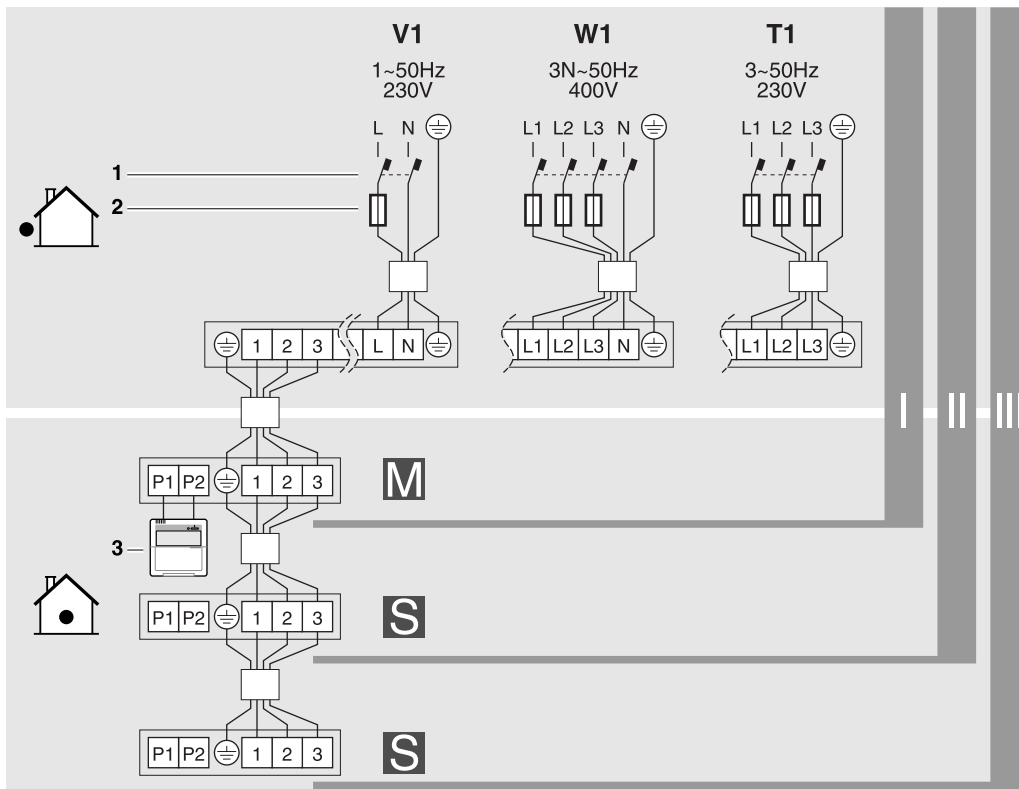 V1 W1 T1
1~50Hz 3N~50Hz 3~50Hz
230V 400V 230V
L N L1 L2 L3 N L1 L2 L3
1
2
1 2 3 L N L1 L2 L3 N L1 L2 L3
I II III
P1 P2 1 2 3 M
3
P1 P2 1 2 3 S
P1 P2 1 2 3 S